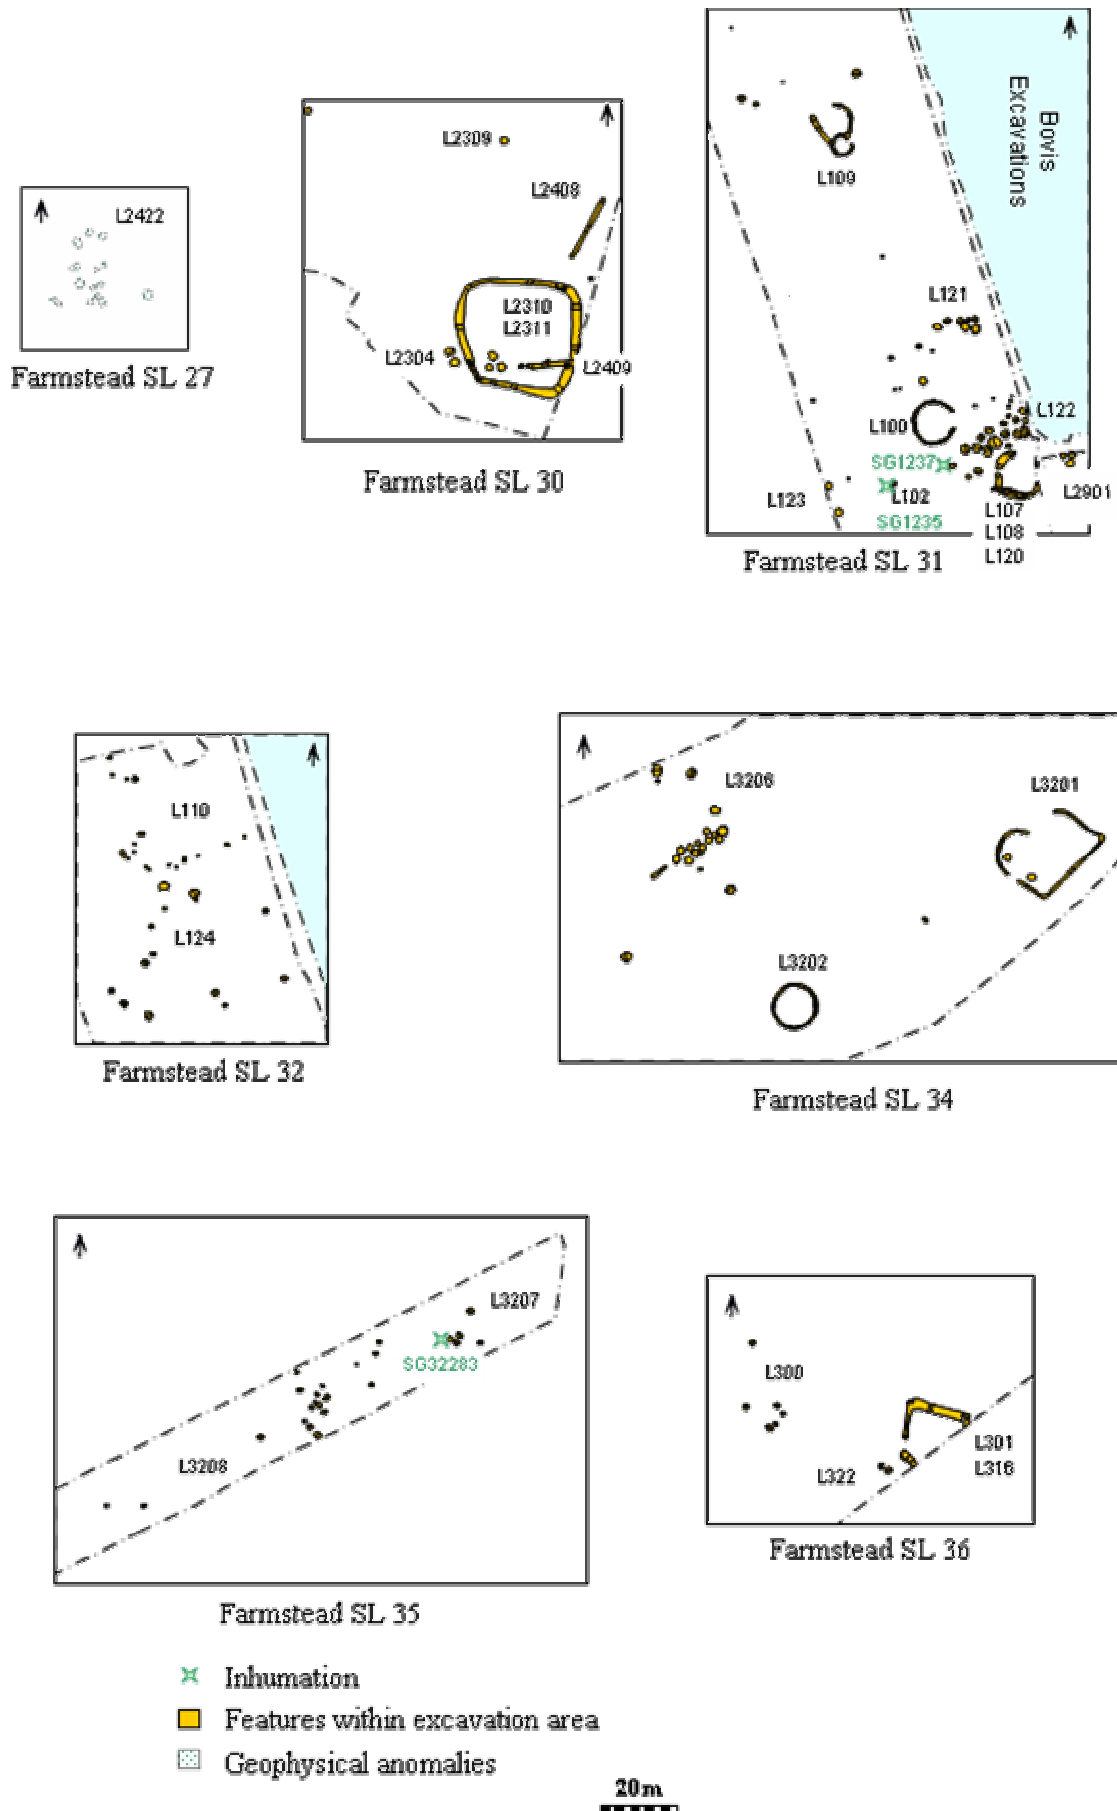 L2422
Farmstead SL 27
L2309
L2408
L2310
L2311
L2304
L2409
Farmstead SL 30
Bovis
Excavations
L109
L121
L122
L100
SG1237
L123
L102
SG1235
L2901
L107
L108
L120
Farmstead SL 31
L110
L124
Farmstead SL 32
L3206
L3201
L3202
Farmstead SL 34
L3207
SG32283
L3208
Farmstead SL 35
L300
L301
L316
L322
Farmstead SL 36
Inhumation
Features within excavation area
Geophysical anomalies
20m